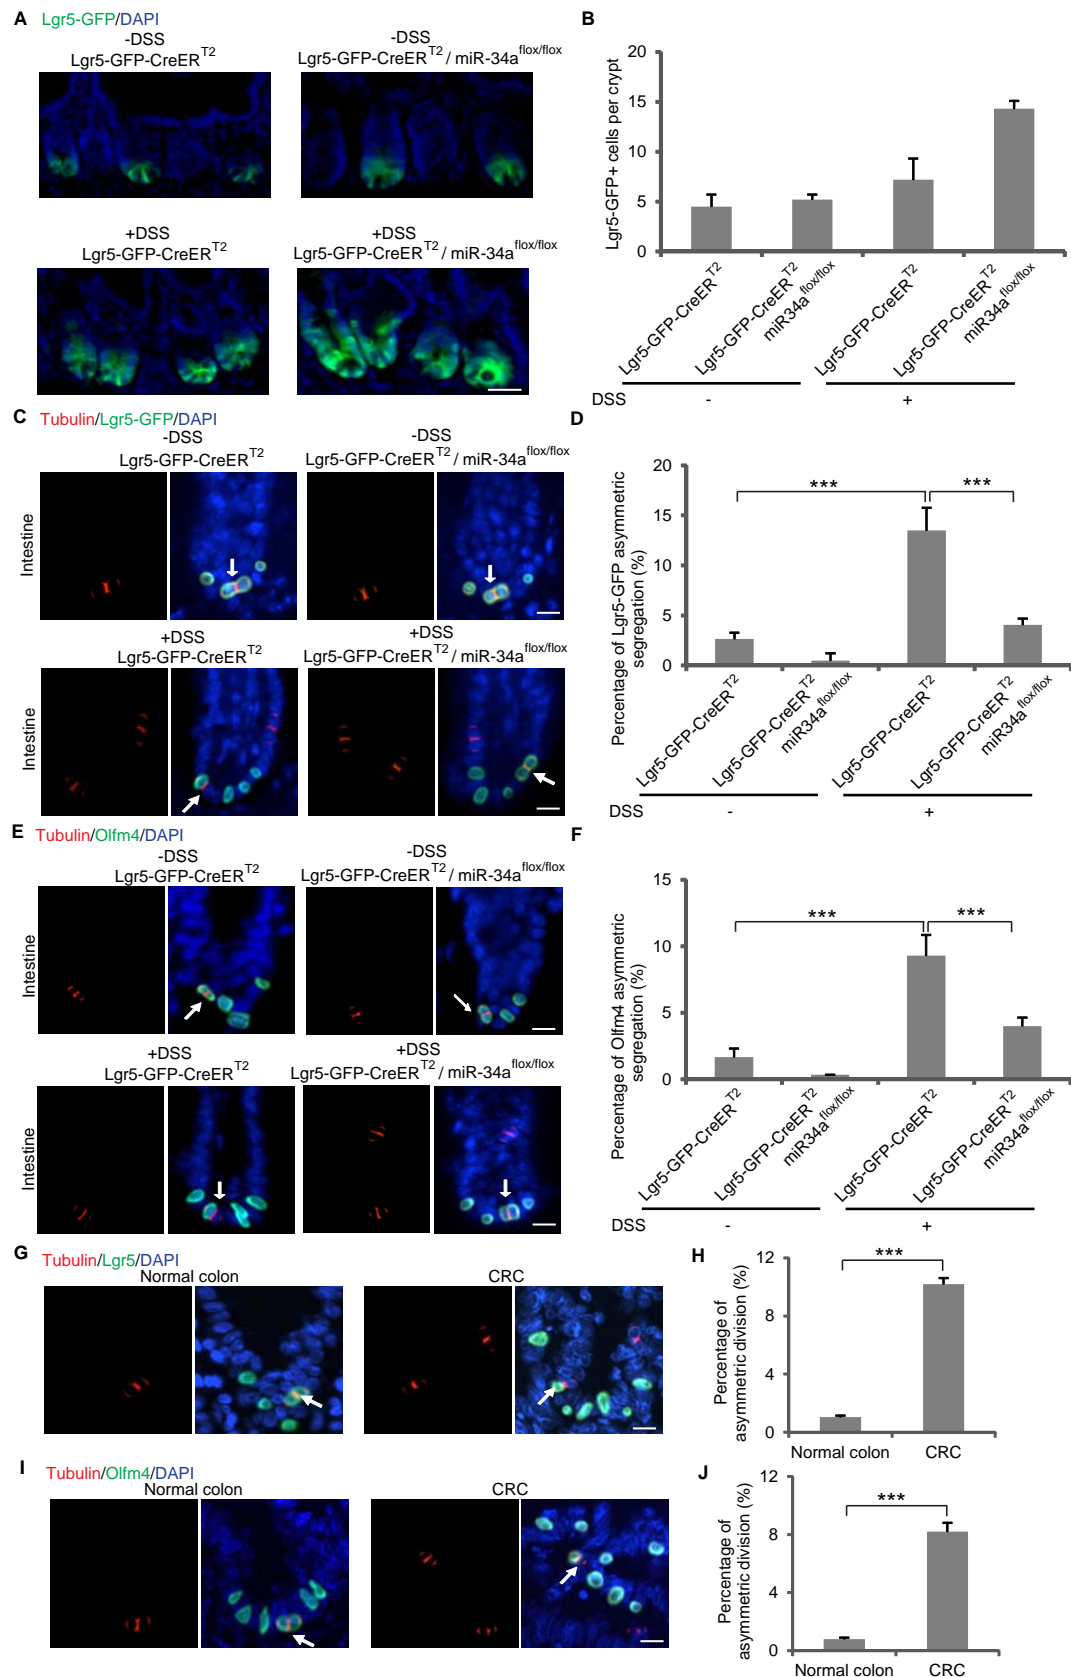 A Lgr5-GFP/DAPI
-DSS
Lgr5-GFP-CreER^T2
-DSS
Lgr5-GFP-CreER^T2 / miR-34a^flox/flox
+DSS
Lgr5-GFP-CreER^T2
+DSS
Lgr5-GFP-CreER^T2 / miR-34a^flox/flox
B
Lgr5-GFP+ cells per crypt
20
15
10
5
0
Lgr5-GFP-CreER^T2
Lgr5-GFP-CreER^T2
miR34a^flox/flox
Lgr5-GFP-CreER^T2
Lgr5-GFP-CreER^T2
miR34a^flox/flox
DSS - +
C Tubulin/Lgr5-GFP/DAPI
-DSS
Lgr5-GFP-CreER^T2 Lgr5-GFP-CreER^T2 / miR-34a^flox/flox
Intestine
+DSS
Lgr5-GFP-CreER^T2
+DSS
Lgr5-GFP-CreER^T2 / miR-34a^flox/flox
Intestine
D
Percentage of Lgr5-GFP asymmetric
segregation (%)
20
15
10
5
0
***
***
Lgr5-GFP-CreER^T2
Lgr5-GFP-CreER^T2
miR34a^flox/flox
Lgr5-GFP-CreER^T2
Lgr5-GFP-CreER^T2
miR34a^flox/flox
DSS - +
E Tubulin/Olfm4/DAPI
-DSS
Lgr5-GFP-CreER^T2
-DSS
Lgr5-GFP-CreER^T2 / miR-34a^flox/flox
Intestine
+DSS
Lgr5-GFP-CreER^T2
+DSS
Lgr5-GFP-CreER^T2 / miR-34a^flox/flox
Intestine
F
Percentage of Olfm4 asymmetric
segregation (%)
15
10
5
0
***
***
Lgr5-GFP-CreER^T2
Lgr5-GFP-CreER^T2
miR34a^flox/flox
Lgr5-GFP-CreER^T2
Lgr5-GFP-CreER^T2
miR34a^flox/flox
DSS - +
G Tubulin/Lgr5/DAPI
Normal colon
CRC
H
Percentage of
asymmetric division (%)
12
8
4
0
***
Normal colon CRC
I Tubulin/Olfm4/DAPI
Normal colon
CRC
J
Percentage of
asymmetric division (%)
12
8
4
0
***
Normal colon CRC